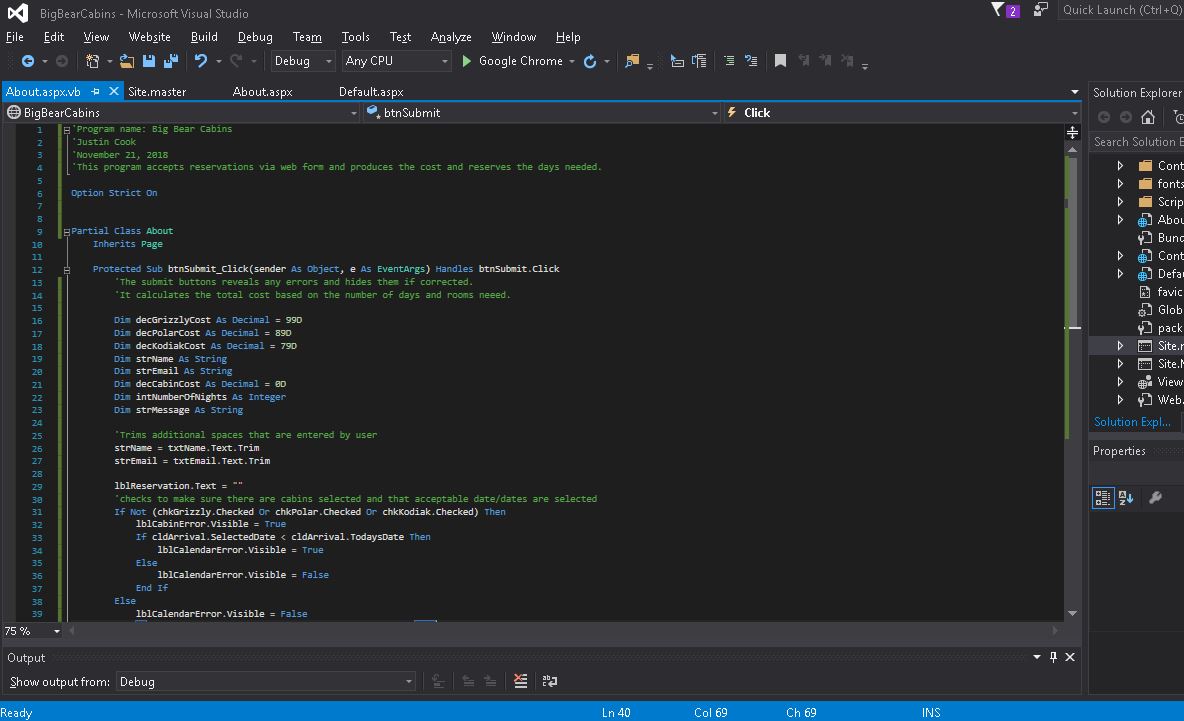 BigBearCabins - Microsoft Visual Studio
2
Quick Launch (Ctrl+Q)
File Edit View Website Build Debug Team Tools Test Analyze Window Help
Debug Any CPU Google Chrome
About.aspx.vb Site.master About.aspx Default.aspx
BigBearCabins btnSubmit Click
1 'Program name: Big Bear Cabins
2 'Justin Cook
3 'November 21, 2018
4 'This program accepts reservations via web form and produces the cost and reserves the days needed.
5
6 Option Strict On
7
8
9 Partial Class About
10 Inherits Page
11
12 Protected Sub btnSubmit_Click(sender As Object, e As EventArgs) Handles btnSubmit.Click
13 'The submit buttons reveals any errors and hides them if corrected.
14 'It calculates the total cost based on the number of days and rooms neeed.
15
16 Dim decGrizzlyCost As Decimal = 99D
17 Dim decPolarCost As Decimal = 89D
18 Dim decKodiakCost As Decimal = 79D
19 Dim strName As String
20 Dim strEmail As String
21 Dim decCabinCost As Decimal = 0D
22 Dim intNumberOfNights As Integer
23 Dim strMessage As String
24
25 'Trims additional spaces that are entered by user
26 strName = txtName.Text.Trim
27 strEmail = txtEmail.Text.Trim
28
29 lblReservation.Text = ""
30 'checks to make sure there are cabins selected and that acceptable date/dates are selected
31 If Not (chkGrizzly.Checked Or chkPolar.Checked Or chkKodiak.Checked) Then
32 lblCabinError.Visible = True
33 If cldArrival.SelectedDate < cldArrival.TodaysDate Then
34 lblCalendarError.Visible = True
35 Else
36 lblCalendarError.Visible = False
37 End If
38 Else
39 lblCalendarError.Visible = False
75 %
Output
Show output from: Debug
Ready Ln 40 Col 69 Ch 69 INS
Solution Explorer
Search Solution E
Cont
fonts
Scrip
Abou
Bund
Cont
Defa
favic
Glob
pack
Site.r
Site.M
View
Web.
Solution Expl...
Properties